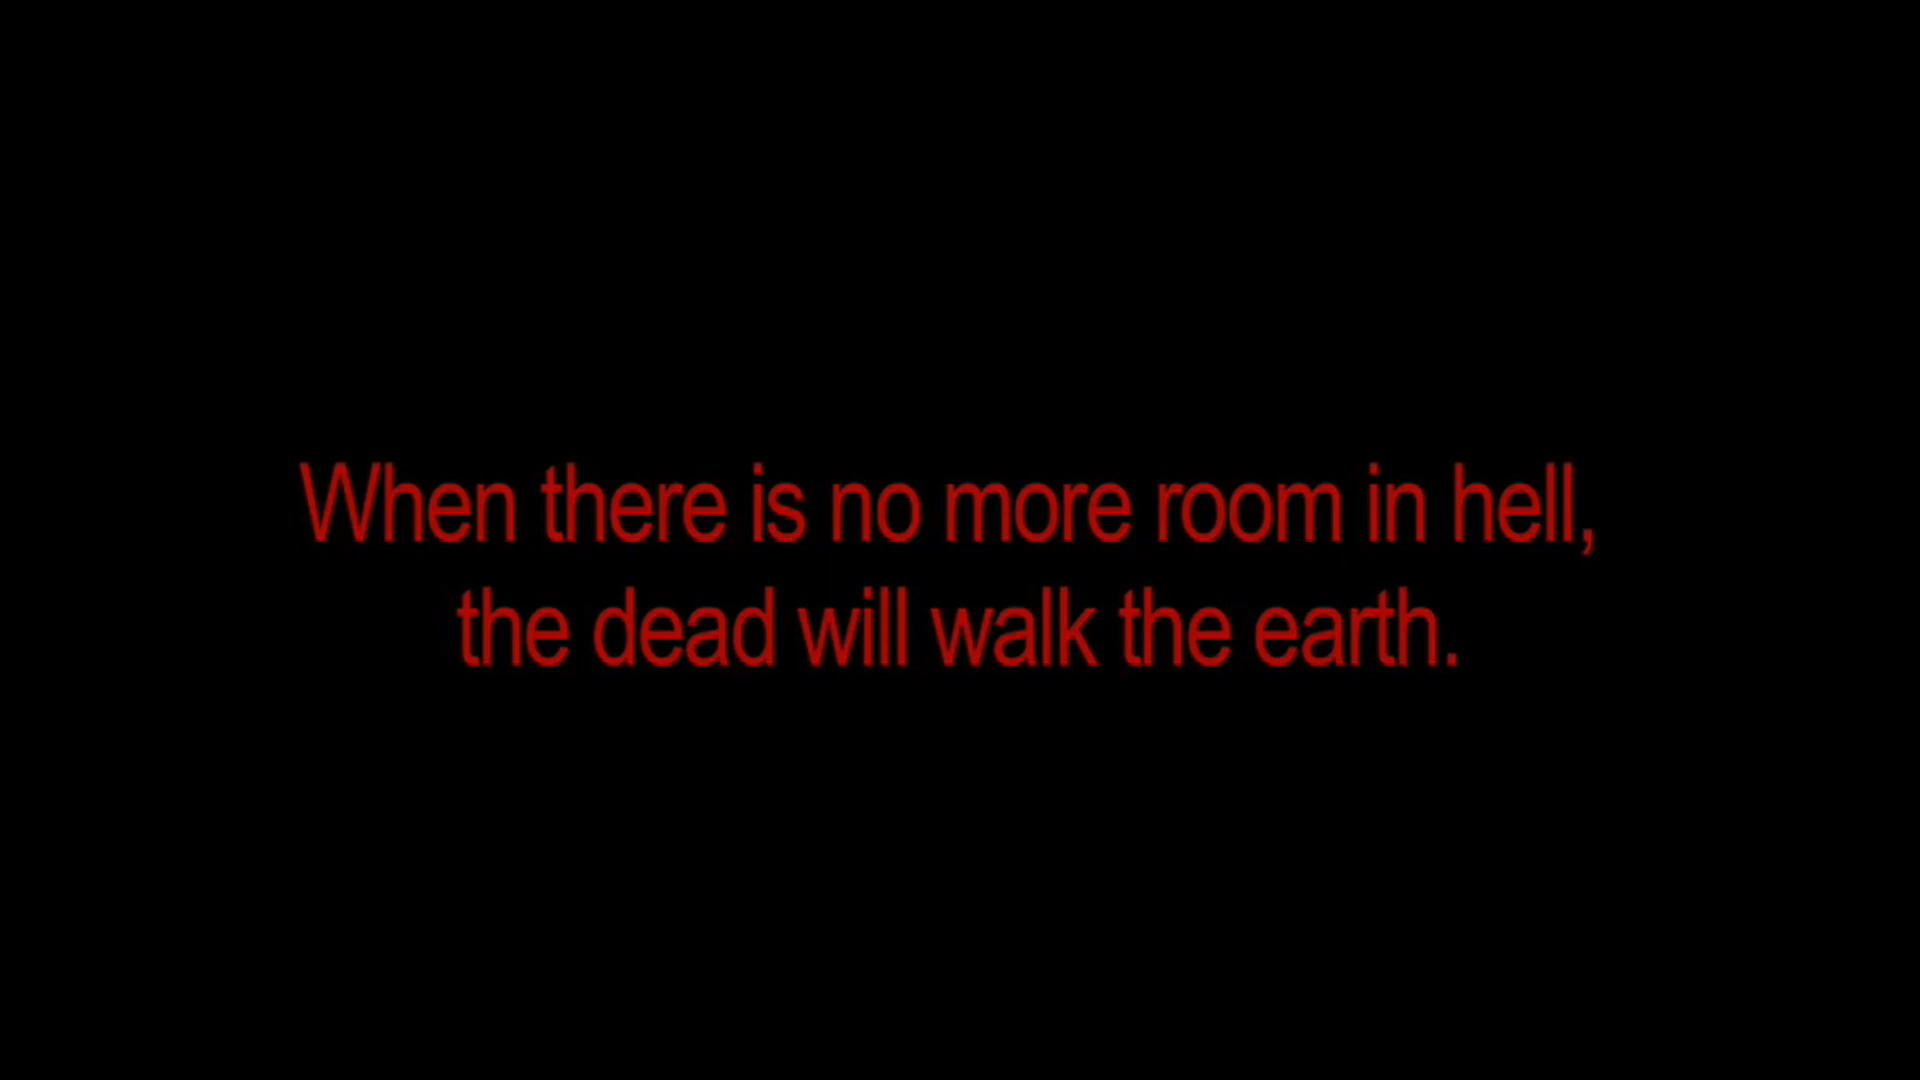 When there is no more room in hell,
the dead will walk the earth.